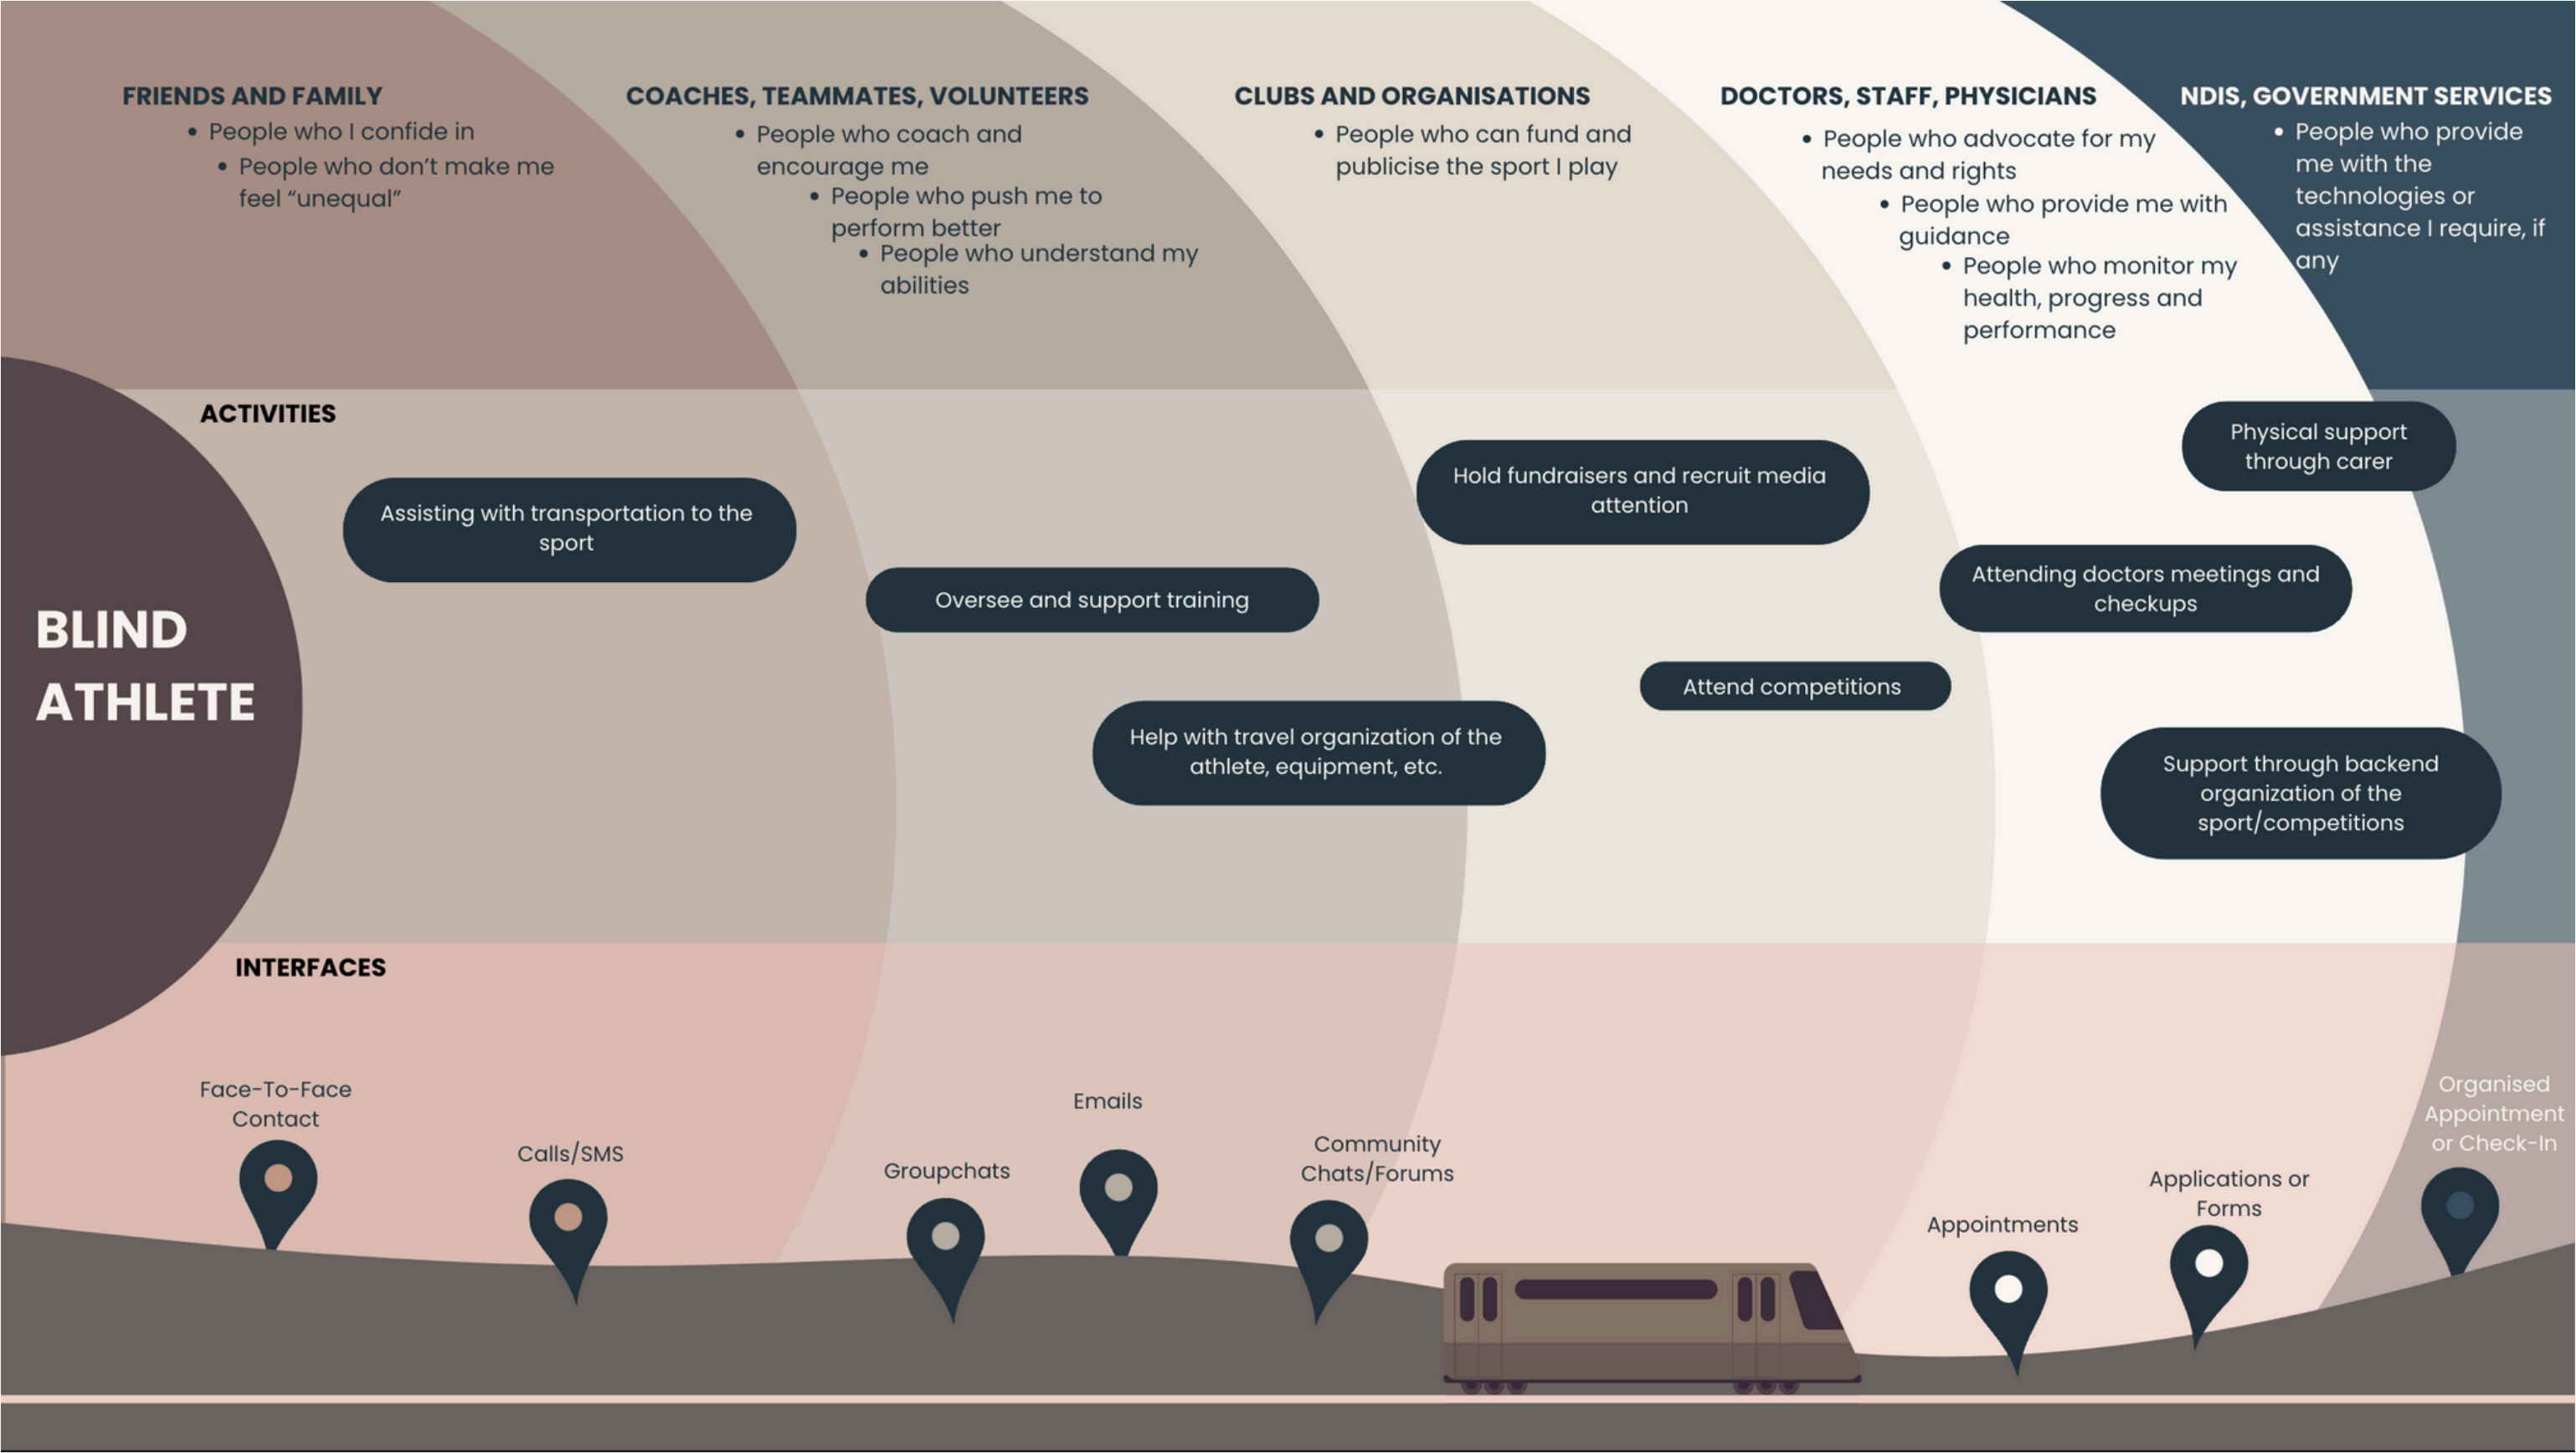 FRIENDS AND FAMILY
• People who I confide in
• People who don't make me
feel "unequal"
COACHES, TEAMMATES, VOLUNTEERS
• People who coach and
encourage me
• People who push me to
perform better
• People who understand my
abilities
CLUBS AND ORGANISATIONS
• People who can fund and
publicise the sport I play
DOCTORS, STAFF, PHYSICIANS
• People who advocate for my
needs and rights
• People who provide me with
guidance
• People who monitor my
health, progress and
performance
NDIS, GOVERNMENT SERVICES
• People who provide
me with the
technologies or
assistance I require, if
any
BLIND
ATHLETE
ACTIVITIES
Assisting with transportation to the
sport
Oversee and support training
Help with travel organization of the
athlete, equipment, etc.
Hold fundraisers and recruit media
attention
Attend competitions
Physical support
through carer
Attending doctors meetings and
checkups
Support through backend
organization of the
sport/competitions
INTERFACES
Face-To-Face
Contact
Calls/SMS
Groupchats
Emails
Community
Chats/Forums
Appointments
Applications or
Forms
Organised
Appointment
or Check-In